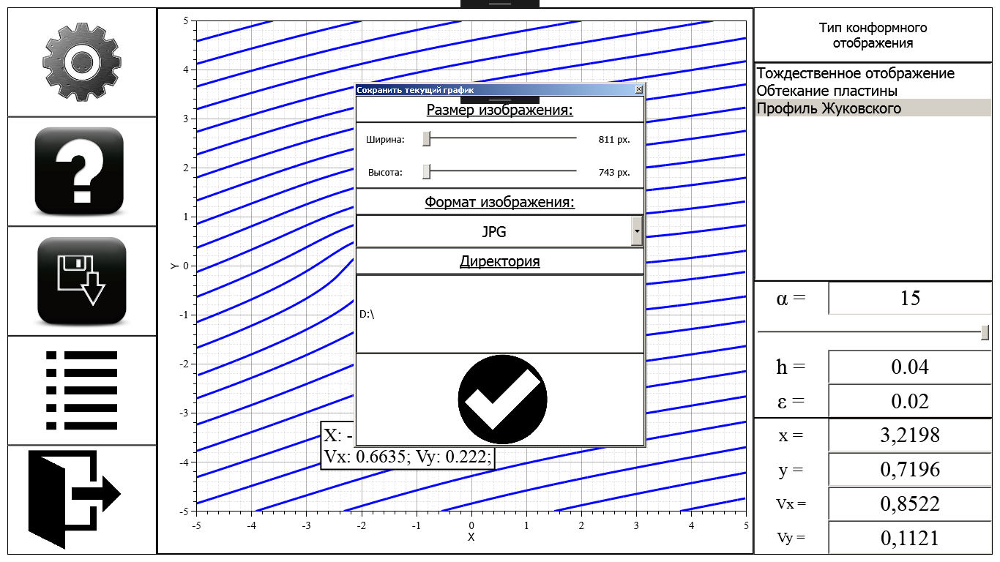 5
4
3
2
1
0
-1
-2
-3
-4
-5
Y
-5
-4
-3
-2
-1
0
1
2
3
4
5
X
X: -
Vx: 0.6635; Vy: 0.222;
Сохранить текущий график
Размер изображения:
Ширина: 811 px.
Высота: 743 px.
Формат изображения:
JPG
Директория
D:\
Тип конформного
отображения
Тождественное отображение
Обтекание пластины
Профиль Жуковского
α = 15
h = 0.04
ε = 0.02
x = 3,2198
y = 0,7196
Vx = 0,8522
Vy = 0,1121